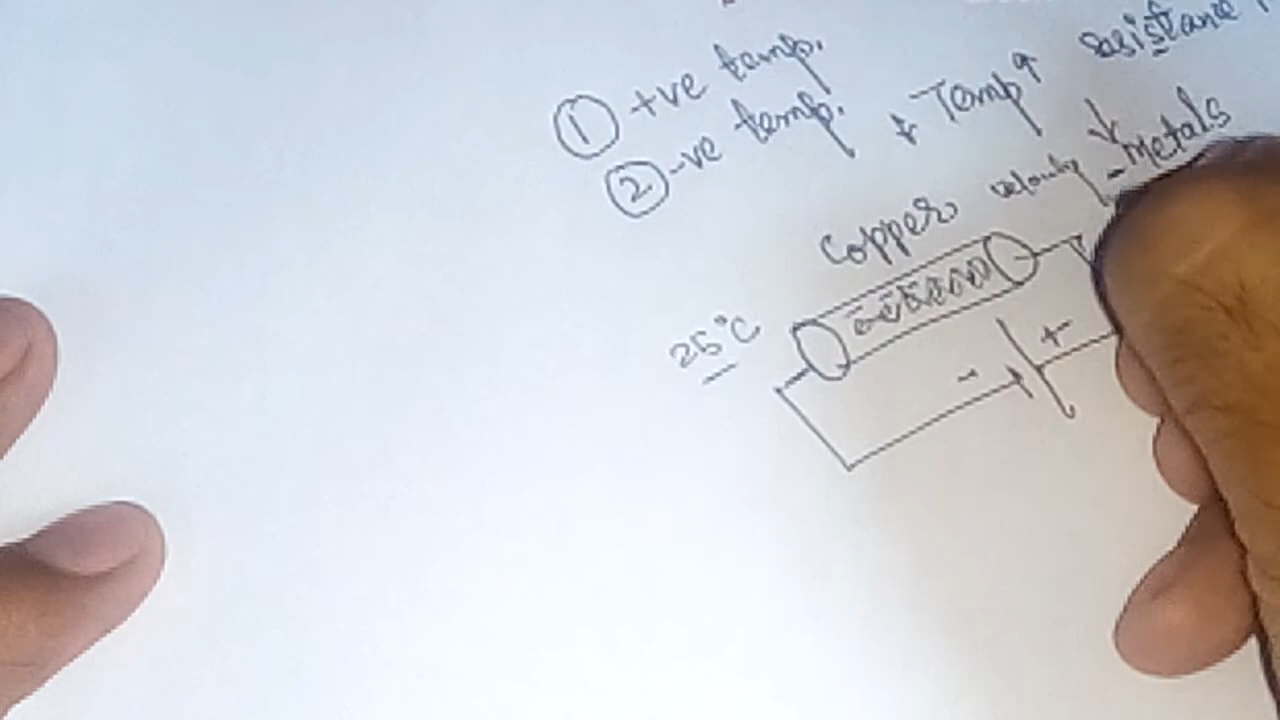 ① +ve temp.
② -ve temp.
* Temp↑ resistance ↑
↓
Copper velocity - Metals
25°C
- +-